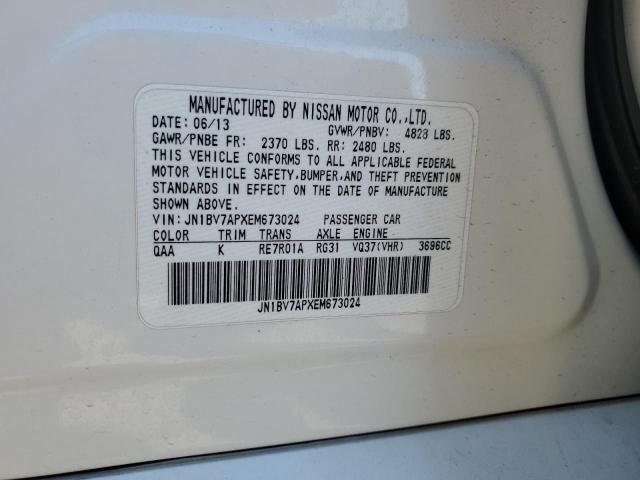 MANUFACTURED BY NISSAN MOTOR CO.,LTD.
DATE: 06/13 GVWR/PNBV: 4828 LBS.
GAWR/PNBE FR: 2370 LBS. RR: 2480 LBS.
THIS VEHICLE CONFORMS TO ALL APPLICABLE FEDERAL
MOTOR VEHICLE SAFETY,BUMPER,AND THEFT PREVENTION
STANDARDS IN EFFECT ON THE DATE OF MANUFACTURE
SHOWN ABOVE.
VIN: JN1BV7APXEM673024 PASSENGER CAR
COLOR TRIM TRANS AXLE ENGINE
QAA K RE7R01A RG31 VQ37(VHR) 3696CC
JN1BV7APXEM673024